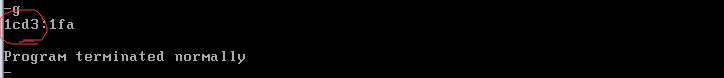 -g
1cd3:1fa
Program terminated normally
-